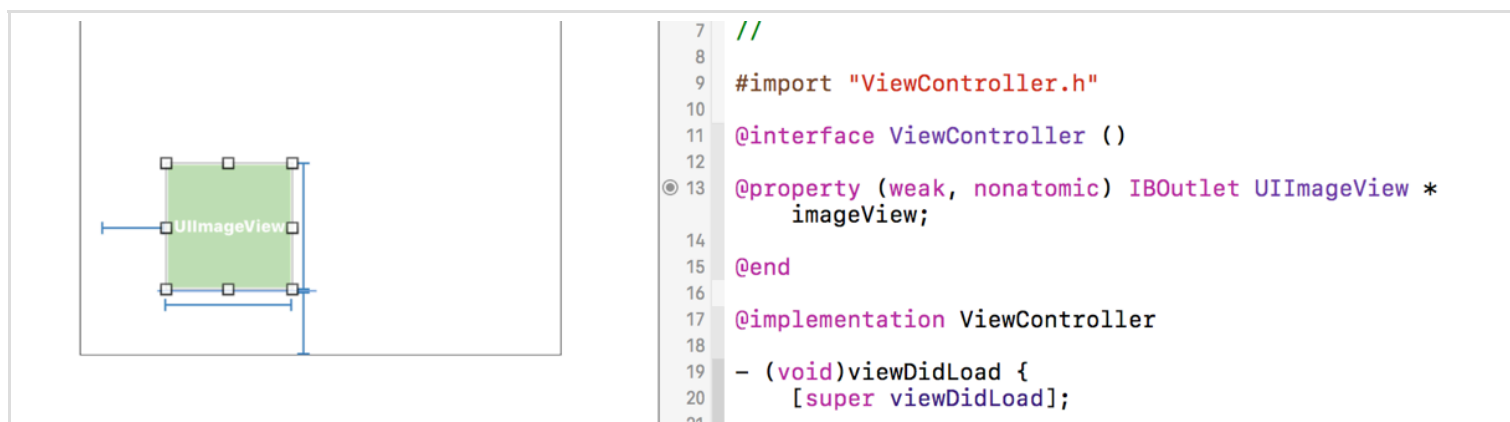 UIImageView
7 //
8
9 #import "ViewController.h"
10
11 @interface ViewController ()
12
13 @property (weak, nonatomic) IBOutlet UIImageView *
imageView;
14
15 @end
16
17 @implementation ViewController
18
19 - (void)viewDidLoad {
20 [super viewDidLoad];